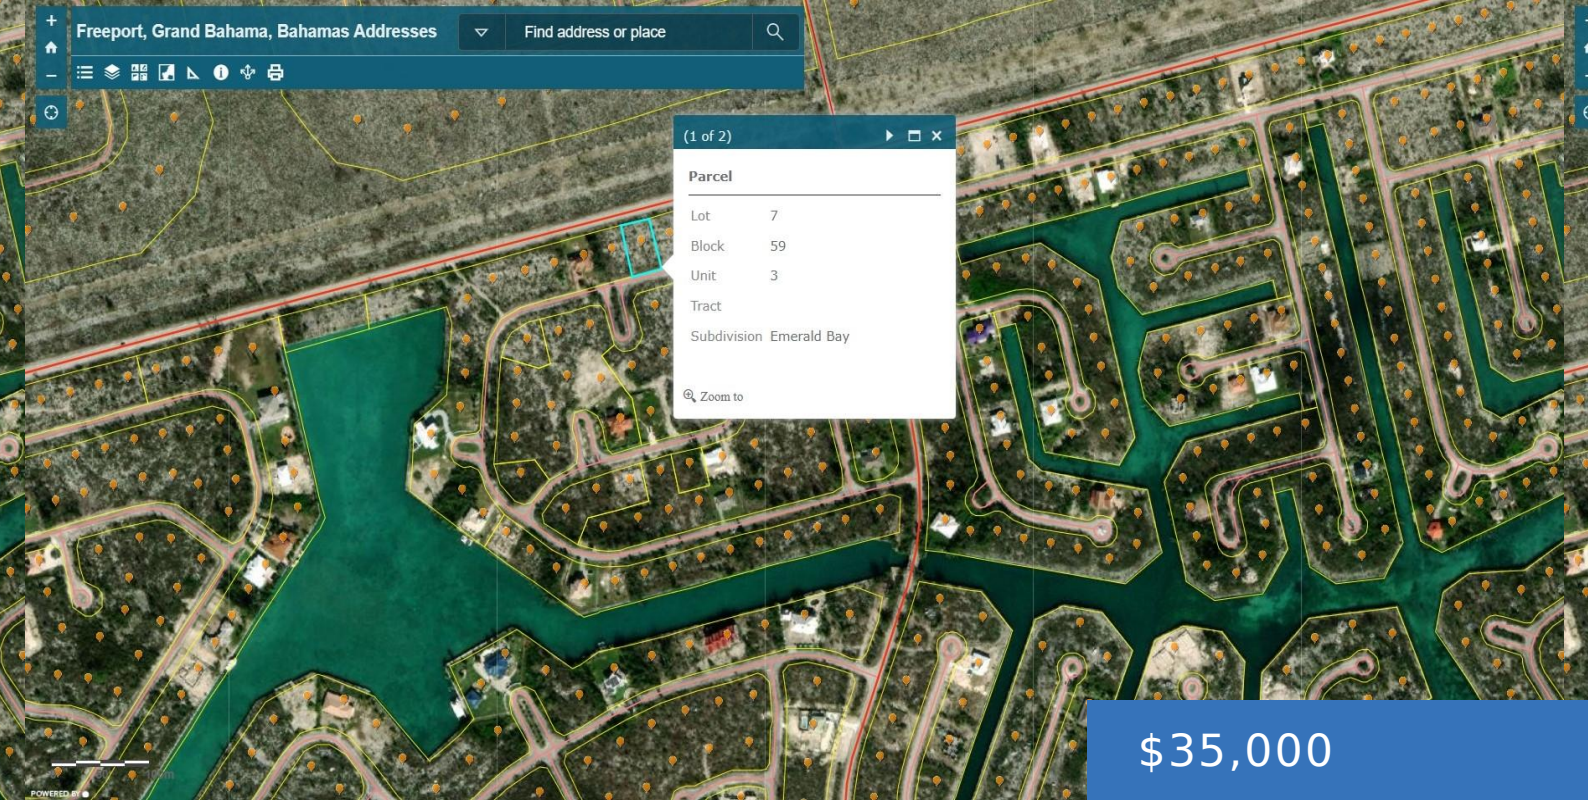 Freeport, Grand Bahama, Bahamas Addresses
Find address or place
(1 of 2)
Parcel
Lot 7
Block 59
Unit 3
Tract
Subdivision Emerald Bay
Zoom to
$35,000
POWERED BY